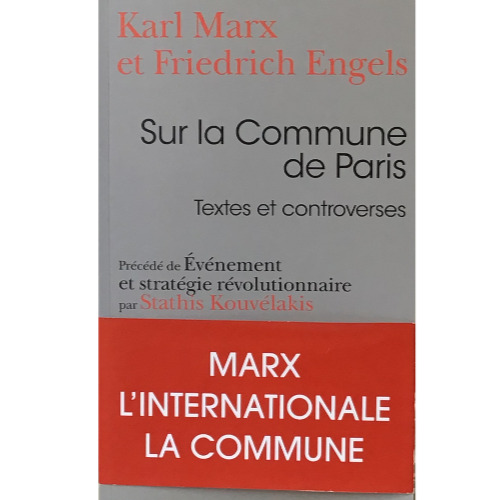 Karl Marx
et Friedrich Engels
Sur la Commune
de Paris
Textes et controverses
Précédé de Événement
et stratégie révolutionnaire
par Stathis Kouvélakis
MARX
L'INTERNATIONALE
LA COMMUNE